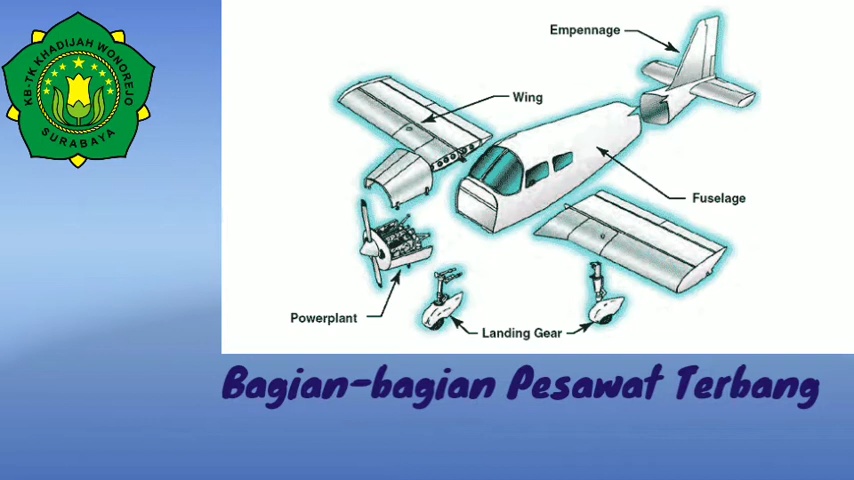 KB-TK KHADIJAH WONOREJO
SURABAYA
Empennage
Wing
Fuselage
Powerplant
Landing Gear
Bagian-bagian Pesawat Terbang